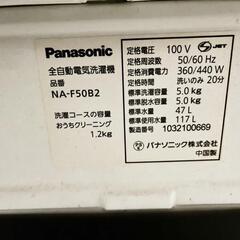 Panasonic
全自動電気洗濯機
品番
NA-F50B2
洗濯コースの容量
おうちクリーニング
1.2kg
定格電圧 100 V
JET
定格周波数 50/60 Hz
定格消費電力 360/440 W
定格時間 洗いのみ 20分
標準洗濯容量 5.0 kg
標準脱水容量 5.0 kg
標準水量 47 L
標準使用水量 117 L
製造番号 1032100669
パナソニック株式会社
中国製